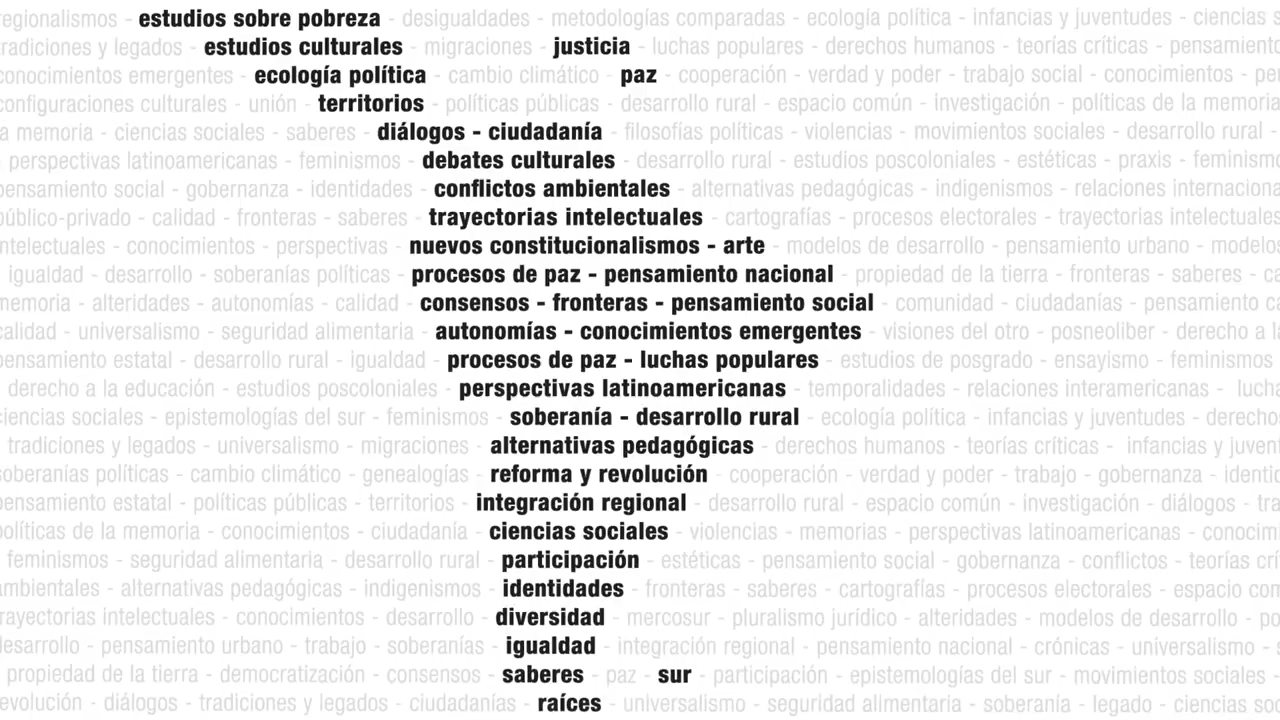 regionalismos - estudios sobre pobreza - desigualdades - metodologías comparadas - ecología política - infancias y juventudes - ciencias s
tradiciones y legados - estudios culturales - migraciones - justicia - luchas populares - derechos humanos - teorías críticas - pensamient
conocimientos emergentes - ecología política - cambio climático - paz - cooperación - verdad y poder - trabajo social - conocimientos - pe
configuraciones culturales - unión - territorios - políticas públicas - desarrollo rural - espacio común - investigación - políticas de la memoria
a memoria - ciencias sociales - saberes - diálogos - ciudadanía - filosofías políticas - violencias - movimientos sociales - desarrollo rural -
- perspectivas latinoamericanas - feminismos - debates culturales - desarrollo rural - estudios poscoloniales - estéticas - praxis - feminismo
pensamiento social - gobernanza - identidades - conflictos ambientales - alternativas pedagógicas - indigenismos - relaciones internaciona
público-privado - calidad - fronteras - saberes - trayectorias intelectuales - cartografías - procesos electorales - trayectorias intelectuales
ntelectuales - conocimientos - perspectivas - nuevos constitucionalismos - arte - modelos de desarrollo - pensamiento urbano - modelos
- igualdad - desarrollo - soberanías políticas - procesos de paz - pensamiento nacional - propiedad de la tierra - fronteras - saberes - ca
memoria - alteridades - autonomías - calidad - consensos - fronteras - pensamiento social - comunidad - ciudadanías - pensamiento c
calidad - universalismo - seguridad alimentaria - autonomías - conocimientos emergentes - visiones del otro - posneoliber - derecho a l
pensamiento estatal - desarrollo rural - igualdad - procesos de paz - luchas populares - estudios de posgrado - ensayismo - feminismos
- derecho a la educación - estudios poscoloniales - perspectivas latinoamericanas - temporalidades - relaciones interamericanas - luch
ciencias sociales - epistemologías del sur - feminismos - soberanía - desarrollo rural - ecología política - infancias y juventudes - derecho
- tradiciones y legados - universalismo - migraciones - alternativas pedagógicas - derechos humanos - teorías críticas - infancias y juven
soberanías políticas - cambio climático - genealogías - reforma y revolución - cooperación - verdad y poder - trabajo - gobernanza - identid
pensamiento estatal - políticas públicas - territorios - integración regional - desarrollo rural - espacio común - investigación - diálogos - tra
políticas de la memoria - conocimientos - ciudadanía - ciencias sociales - violencias - memorias - perspectivas latinoamericanas - conocim
- feminismos - seguridad alimentaria - desarrollo rural - participación - estéticas - pensamiento social - gobernanza - conflictos - teorías crí
ambientales - alternativas pedagógicas - indigenismos - identidades - fronteras - saberes - cartografías - procesos electorales - espacio com
trayectorias intelectuales - conocimientos - desarrollo - diversidad - mercosur - pluralismo jurídico - ateridades - modelos de desarrollo - po
desarrollo - pensamiento urbano - trabajo - soberanías - igualdad - integración regional - pensamiento nacional - crónicas - universalismo - s
- propiedad de la tierra - democratización - consensos - saberes - paz - sur - participación - epistemologías del sur - movimientos sociales -
revolución - diálogos - tradiciones y legados - ciudadanías - raíces - universalismo - seguridad alimentaria - soberanía - legado - ciencias soc